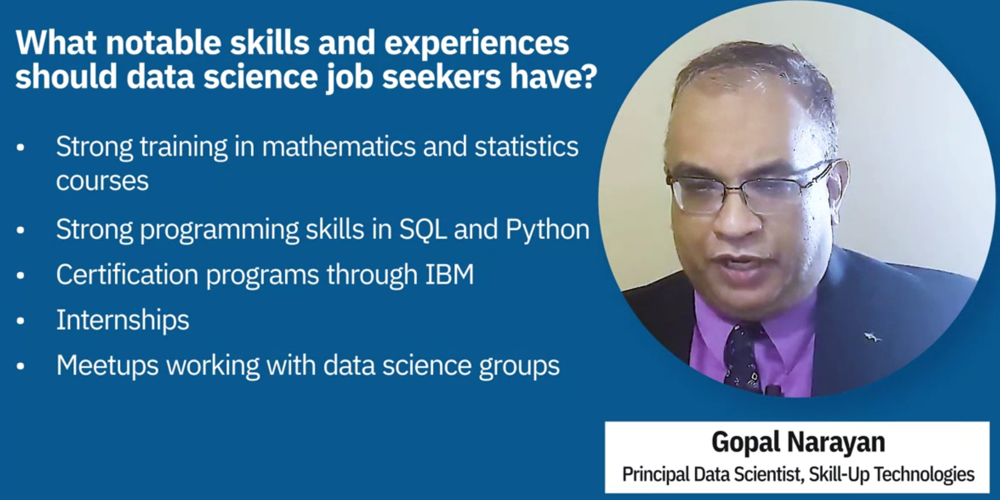 What notable skills and experiences
should data science job seekers have?
• Strong training in mathematics and statistics
courses
• Strong programming skills in SQL and Python
• Certification programs through IBM
• Internships
• Meetups working with data science groups
Gopal Narayan
Principal Data Scientist, Skill-Up Technologies